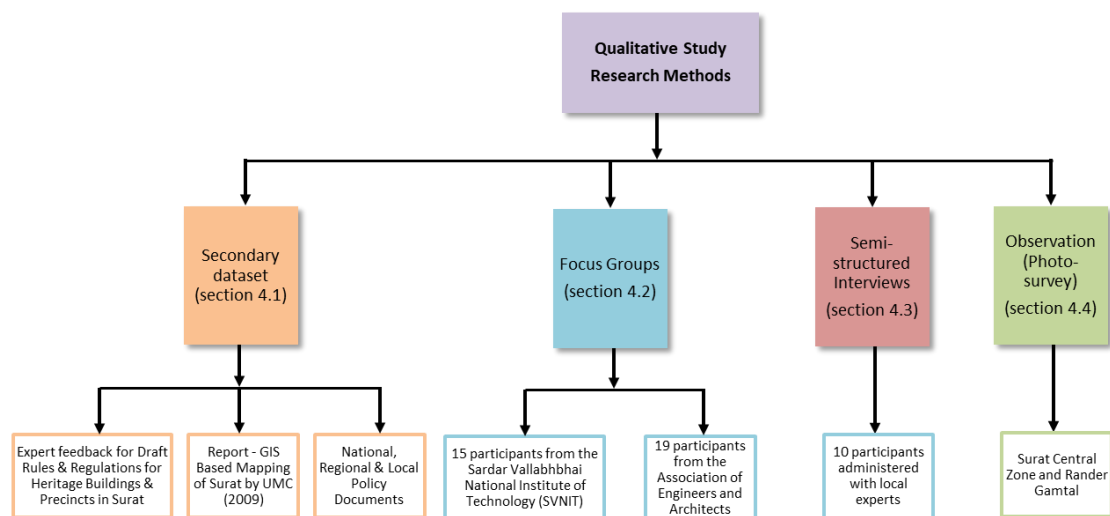 Qualitative Study
Research Methods
Secondary
dataset
(section 4.1)
Focus Groups
(section 4.2)
Semi-
structured
Interviews
(section 4.3)
Observation
(Photo-
survey)
(section 4.4)
Expert feedback for Draft
Rules & Regulations for
Heritage Buildings &
Precincts in Surat
Report - GIS
Based Mapping
of Surat by UMC
(2009)
National,
Regional & Local
Policy
Documents
15 participants from the
Sardar Vallabhbhai
National Institute of
Technology (SVNIT)
19 participants
from the
Association of
Engineers and
Architects
10 participants
administered
with local
experts
Surat Central
Zone and Rander
Gamtal